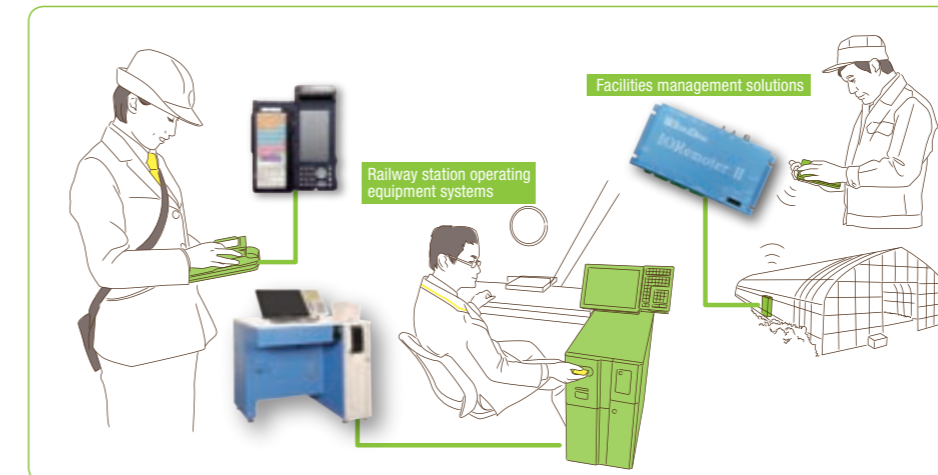 Facilities management solutions
Railway station operating
equipment systems
IORemoter II